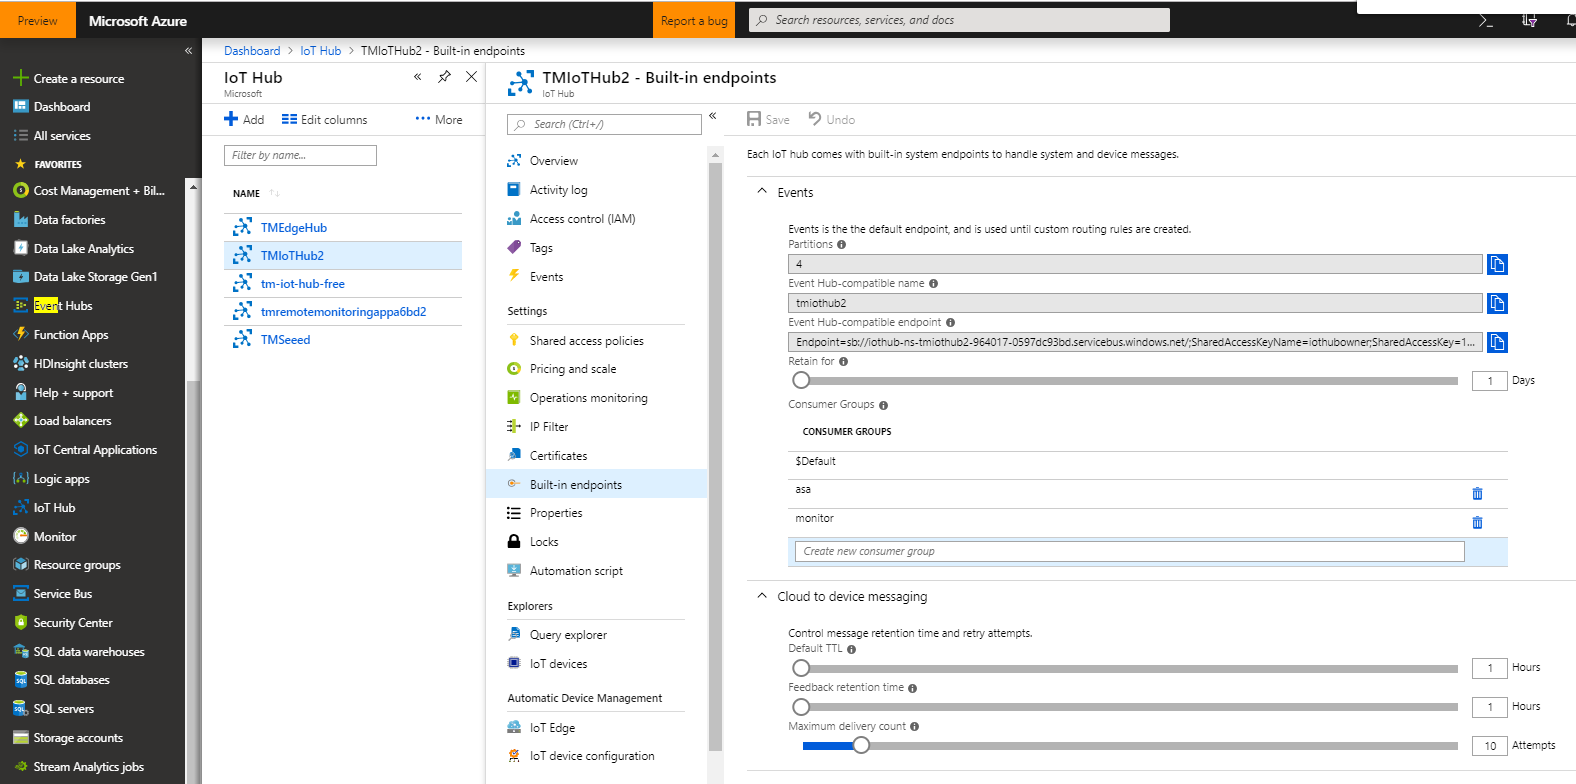 Preview
Microsoft Azure
Report a bug
Search resources, services, and docs
Create a resource
Dashboard
All services
FAVORITES
Cost Management + Bil...
Data factories
Data Lake Analytics
Data Lake Storage Gen1
Event Hubs
Function Apps
HDInsight clusters
Help + support
Load balancers
IoT Central Applications
Logic apps
IoT Hub
Monitor
Resource groups
Service Bus
Security Center
SQL data warehouses
SQL databases
SQL servers
Storage accounts
Stream Analytics jobs
Dashboard > IoT Hub > TMIoTHub2 - Built-in endpoints
IoT Hub
Microsoft
Add Edit columns More
Filter by name...
NAME
TMEdgeHub
TMIoTHub2
tm-iot-hub-free
tmremotemonitoringappa6bd2
TMSeeed
TMIoTHub2 - Built-in endpoints
IoT Hub
Search (Ctrl+/)
Overview
Activity log
Access control (IAM)
Tags
Events
Settings
Shared access policies
Pricing and scale
Operations monitoring
IP Filter
Certificates
Built-in endpoints
Properties
Locks
Automation script
Explorers
Query explorer
IoT devices
Automatic Device Management
IoT Edge
IoT device configuration
Save Undo
Each IoT hub comes with built-in system endpoints to handle system and device messages.
Events
Events is the the default endpoint, and is used until custom routing rules are created.
Partitions
4
Event Hub-compatible name
tmiothub2
Event Hub-compatible endpoint
Endpoint=sb://iothub-ns-tmiothub2-964017-0597dc93bd.servicebus.windows.net/;SharedAccessKeyName=iothubowner;SharedAccessKey=1...
Retain for
1 Days
Consumer Groups
CONSUMER GROUPS
$Default
asa
monitor
Create new consumer group
Cloud to device messaging
Control message retention time and retry attempts.
Default TTL
1 Hours
Feedback retention time
1 Hours
Maximum delivery count
10 Attempts